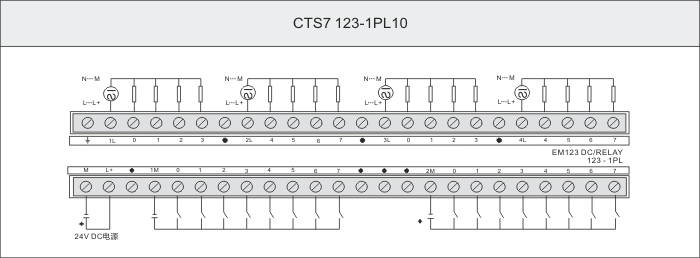 CTS7 123-1PL10
N··· M N··· M N··· M N··· M
L···L+ L···L+ L···L+ L···L+
1L 0 1 2 3 2L 4 5 6 7 3L 0 1 2 3 4L 4 5 6 7
EM123 DC/RELAY
123 - 1PL
M L+ 1M 0 1 2 3 4 5 6 7 2M 0 1 2 3 4 5 6 7
24V DC电源